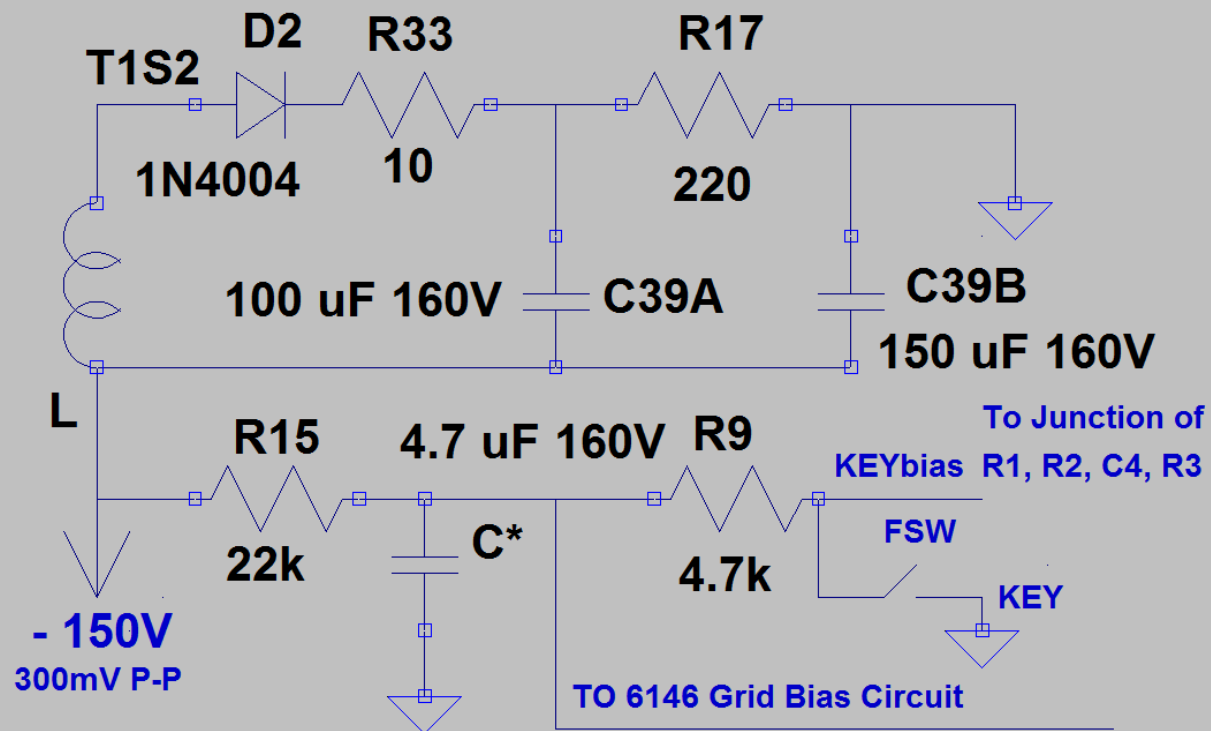 D2
R33
R17
T1S2
1N4004
10
220
100 uF 160V
C39A
C39B
150 uF 160V
L
R15
4.7 uF 160V
R9
To Junction of
KEYbias R1, R2, C4, R3
22k
C*
4.7k
FSW
KEY
- 150V
300mV P-P
TO 6146 Grid Bias Circuit